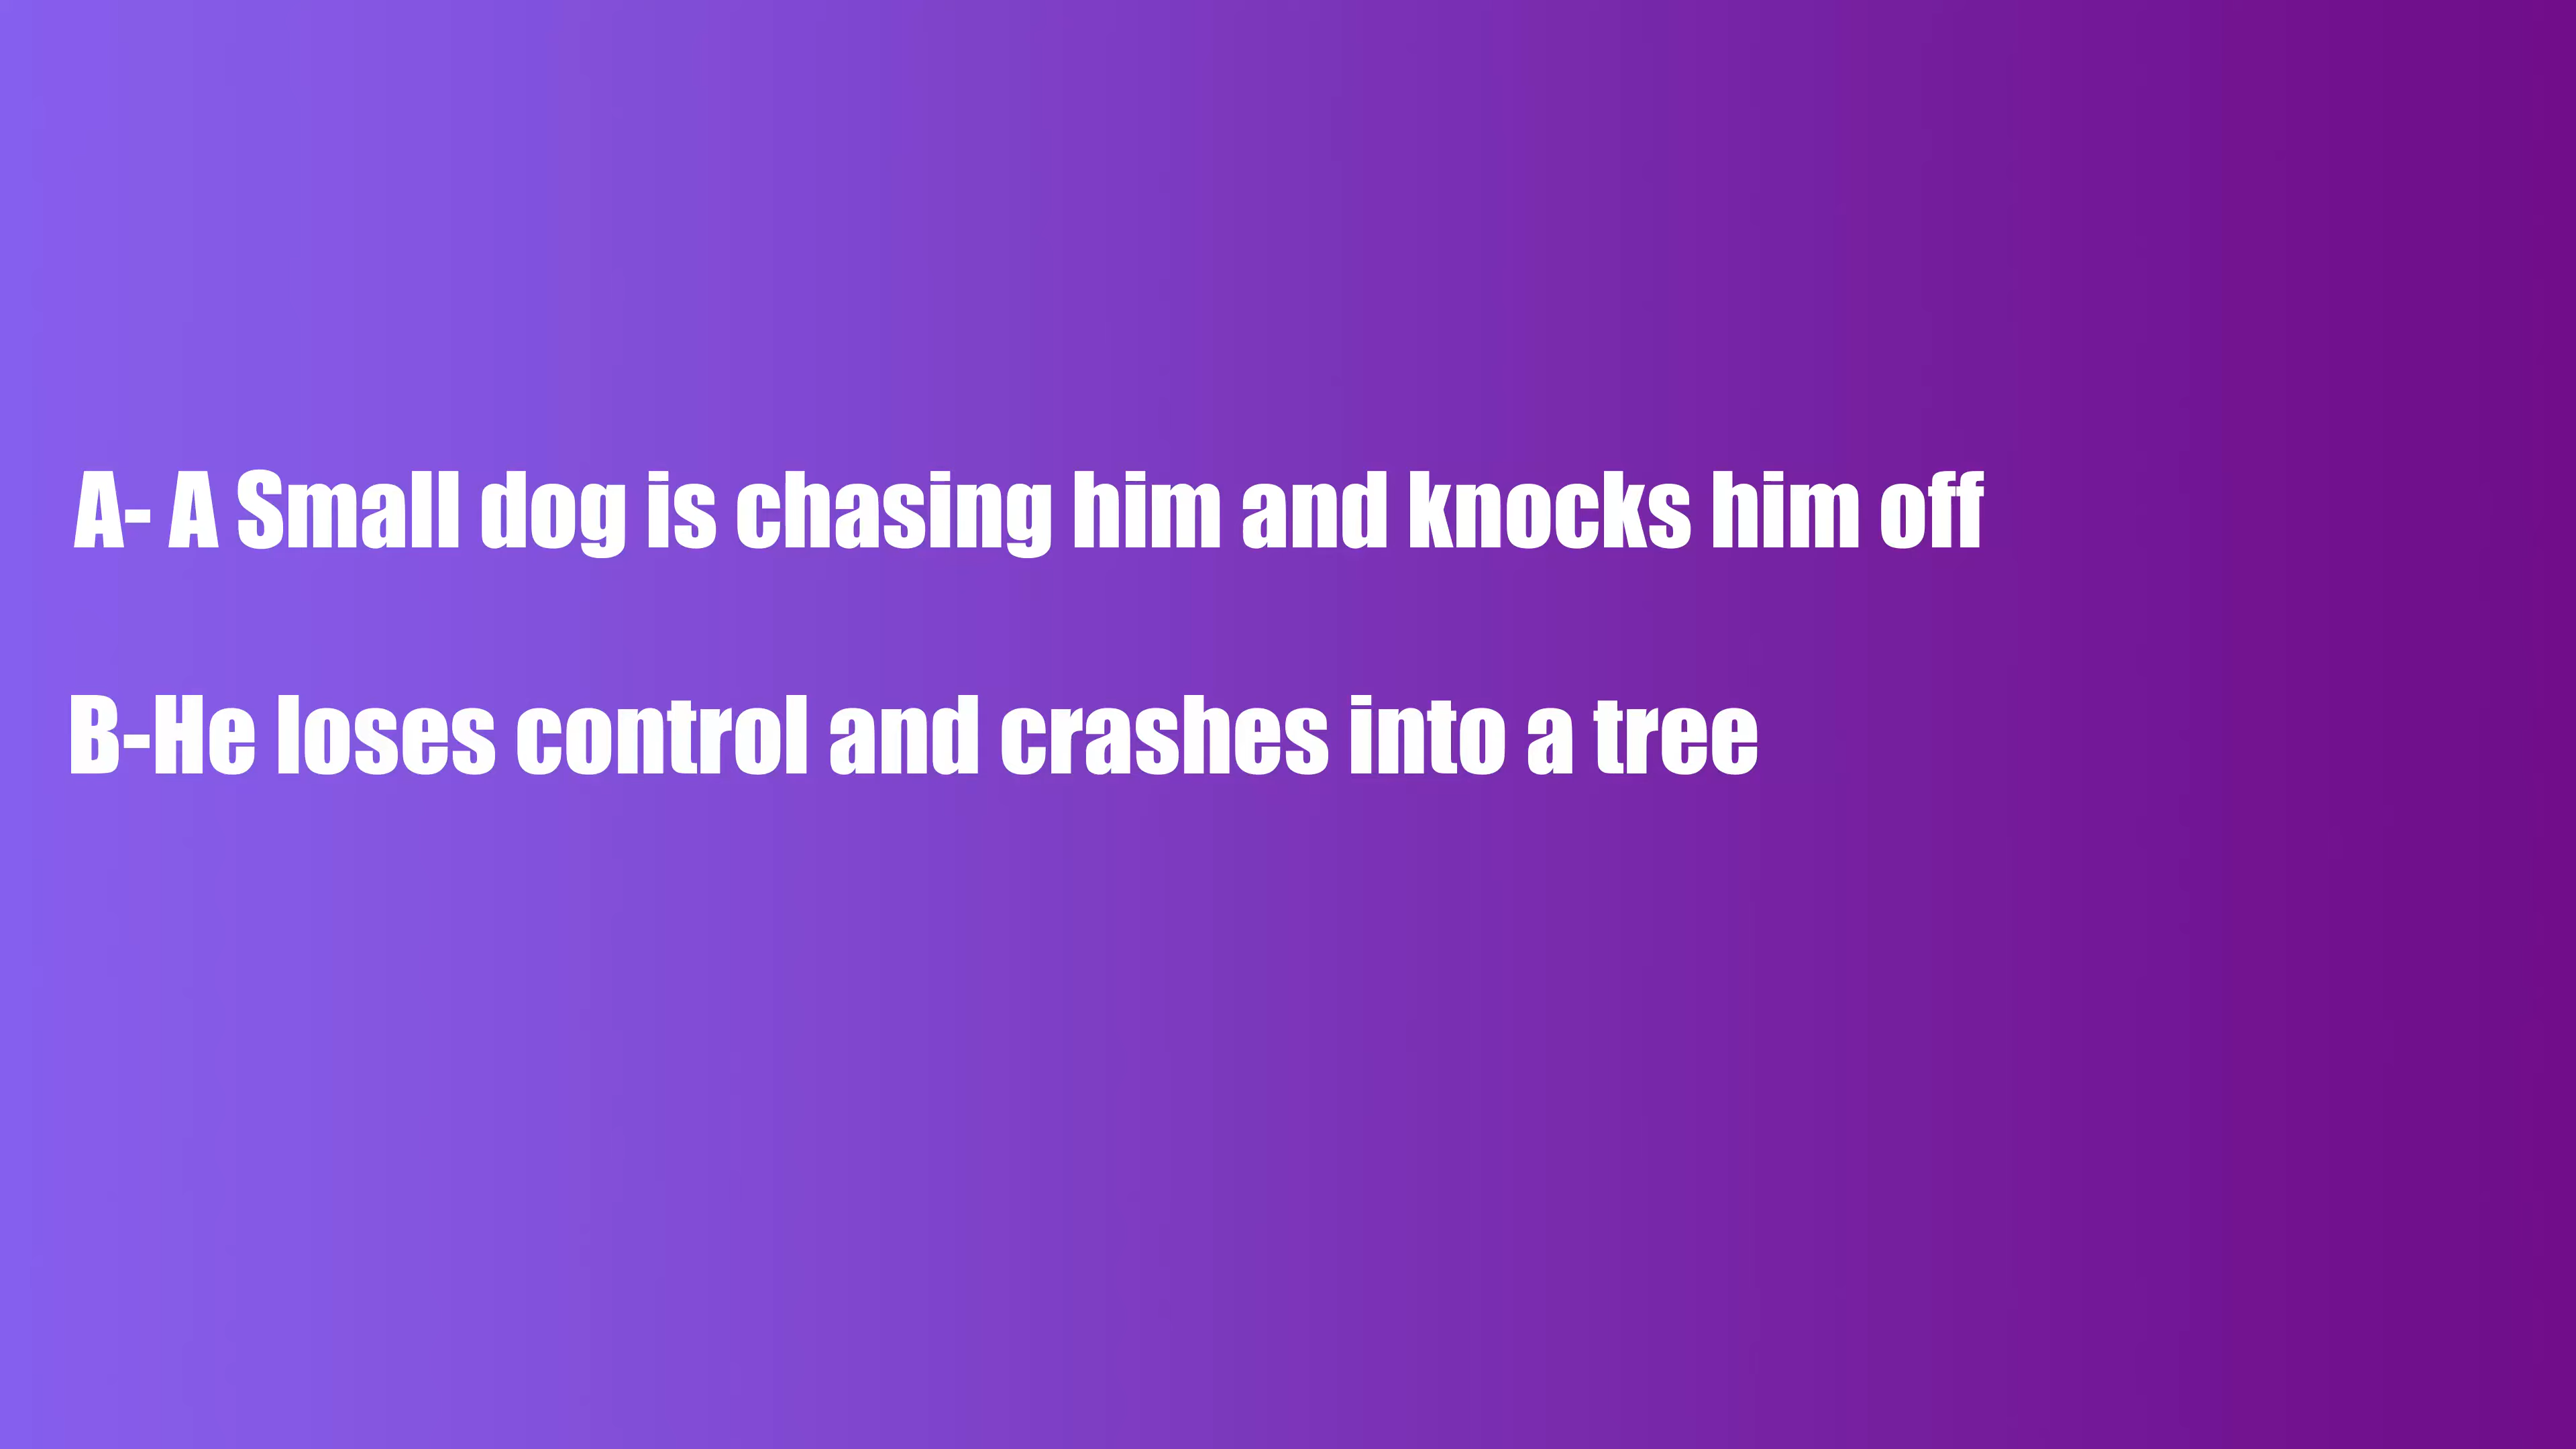 A- A Small dog is chasing him and knocks him off
B-He loses control and crashes into a tree